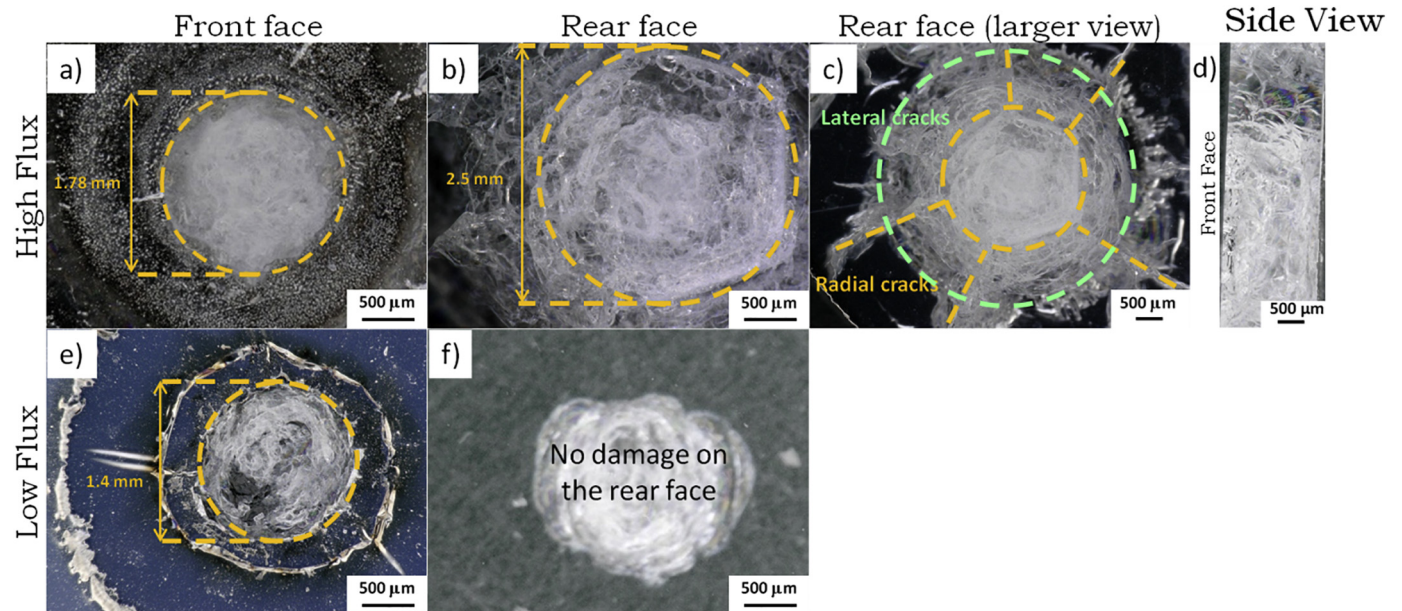 Front face
Rear face
Rear face (larger view)
Side View
High Flux
a)
1.78 mm
500 μm
b)
2.5 mm
500 μm
c)
Lateral cracks
Radial cracks
500 μm
d)
Front Face
500 μm
Low Flux
e)
1.4 mm
500 μm
f)
No damage on
the rear face
500 μm